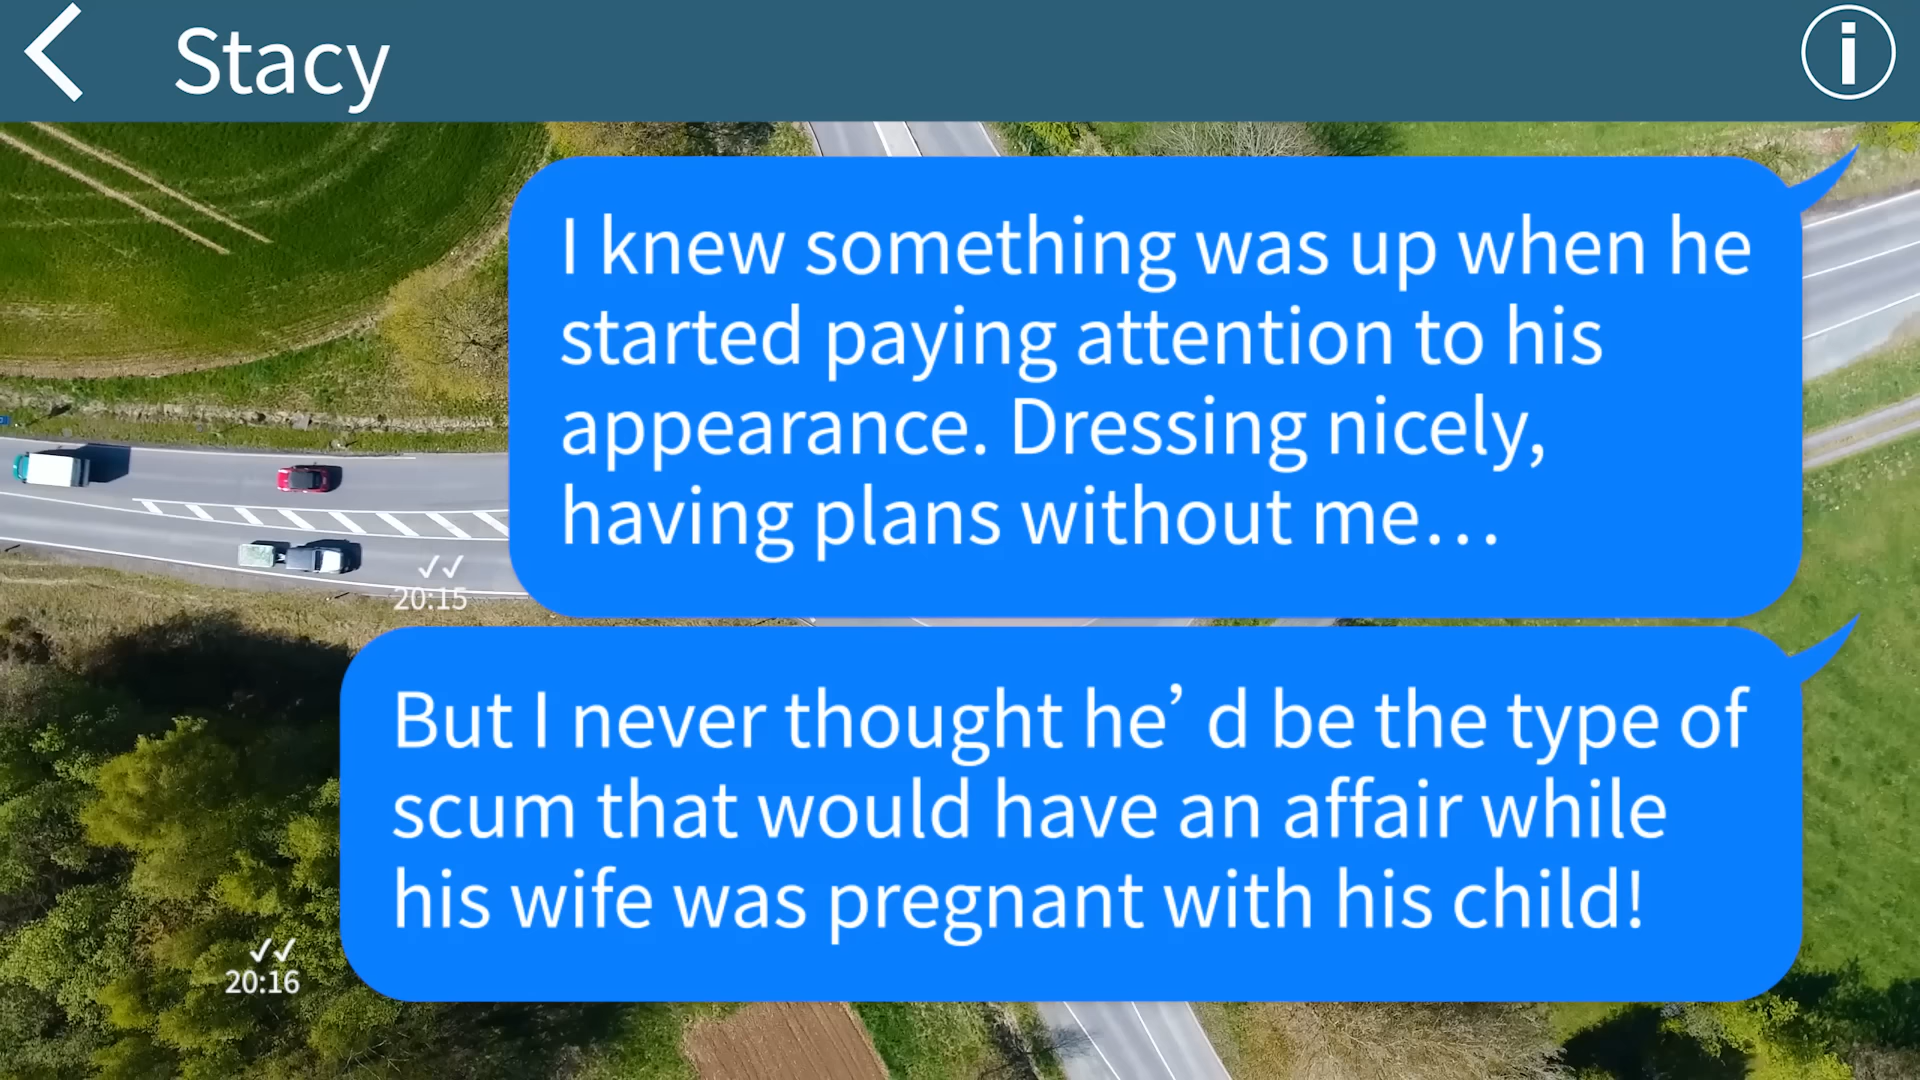 Stacy
I knew something was up when he
started paying attention to his
appearance. Dressing nicely,
having plans without me…
20:15
But I never thought he’d be the type of
scum that would have an affair while
his wife was pregnant with his child!
20:16